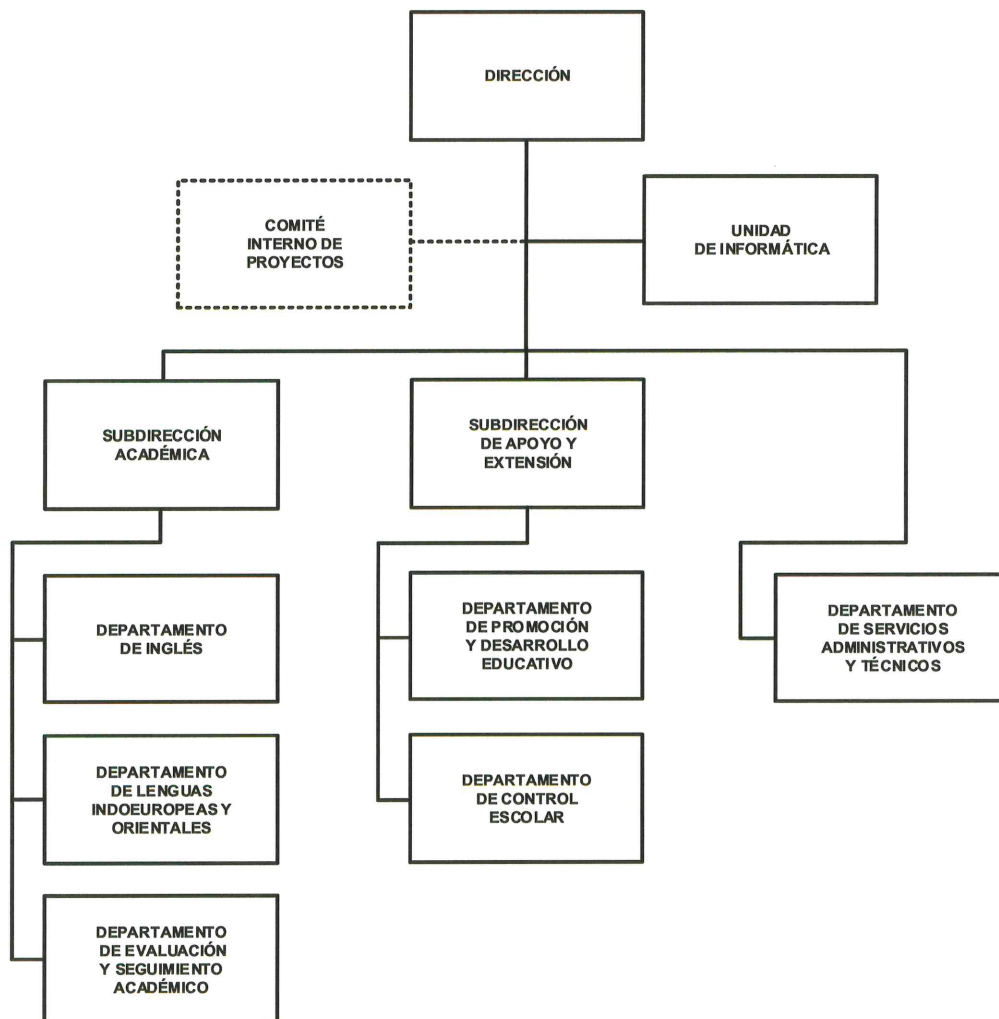 DIRECCIÓN
COMITÉ
INTERNO DE
PROYECTOS
UNIDAD
DE INFORMÁTICA
SUBDIRECCIÓN
ACADÉMICA
SUBDIRECCIÓN
DE APOYO Y
EXTENSIÓN
DEPARTAMENTO
DE INGLÉS
DEPARTAMENTO
DE PROMOCIÓN
Y DESARROLLO
EDUCATIVO
DEPARTAMENTO
DE SERVICIOS
ADMINISTRATIVOS
Y TÉCNICOS
DEPARTAMENTO
DE LENGUAS
INDOEUROPEAS Y
ORIENTALES
DEPARTAMENTO
DE CONTROL
ESCOLAR
DEPARTAMENTO
DE EVALUACIÓN
Y SEGUIMIENTO
ACADÉMICO